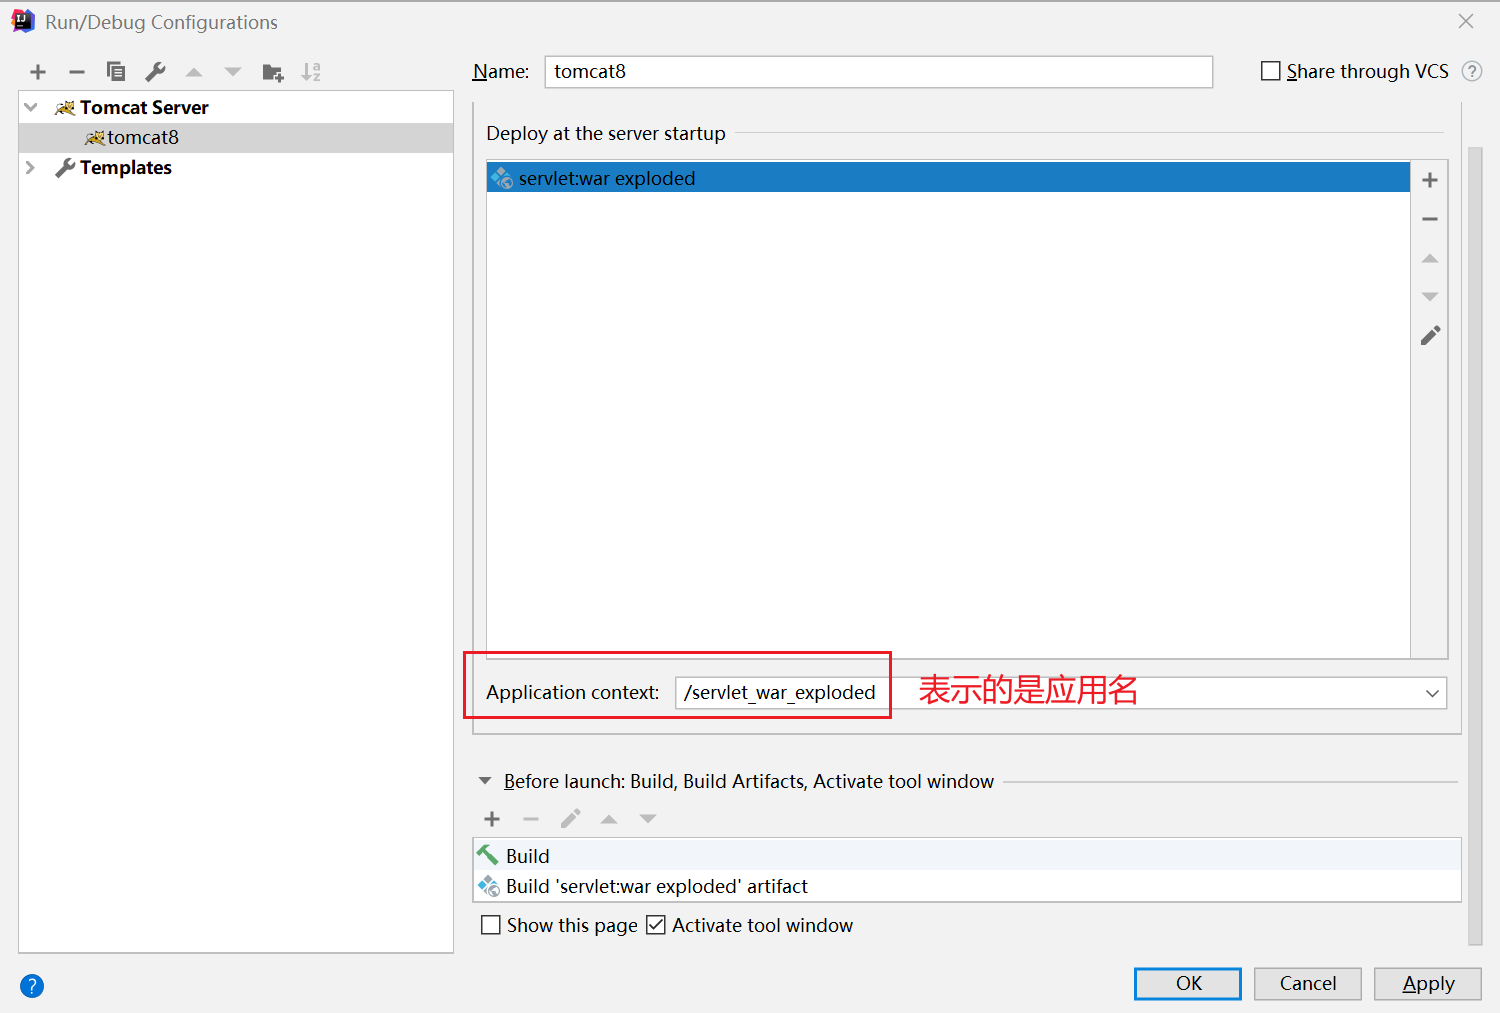 Run/Debug Configurations
Name: tomcat8
Share through VCS
Tomcat Server
tomcat8
Templates
Deploy at the server startup
servlet:war exploded
Application context: /servlet_war_exploded 表示的是应用名
Before launch: Build, Build Artifacts, Activate tool window
Build
Build 'servlet:war exploded' artifact
Show this page Activate tool window
OK Cancel Apply